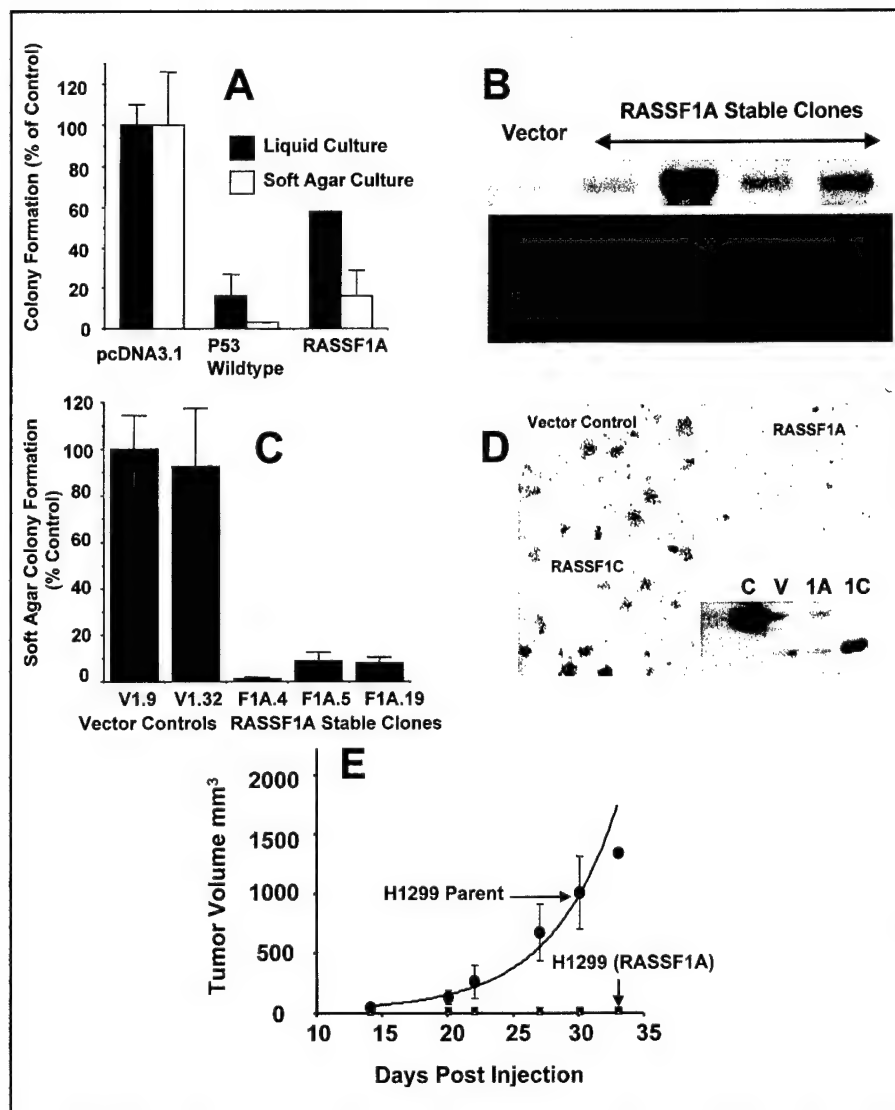 A
Colony Formation (% of Control)
120
100
80
60
40
20
0
Liquid Culture
Soft Agar Culture
pcDNA3.1
P53
Wildtype
RASSF1A
B
RASSF1A Stable Clones
Vector
C
Soft Agar Colony Formation
(% Control)
120
100
80
60
40
20
0
V1.9 V1.32 F1A.4 F1A.5 F1A.19
Vector Controls RASSF1A Stable Clones
D
Vector Control
RASSF1A
RASSF1C
C V 1A 1C
E
Tumor Volume mm³
2000
1500
1000
500
0
H1299 Parent
H1299 (RASSF1A)
10 15 20 25 30 35
Days Post Injection